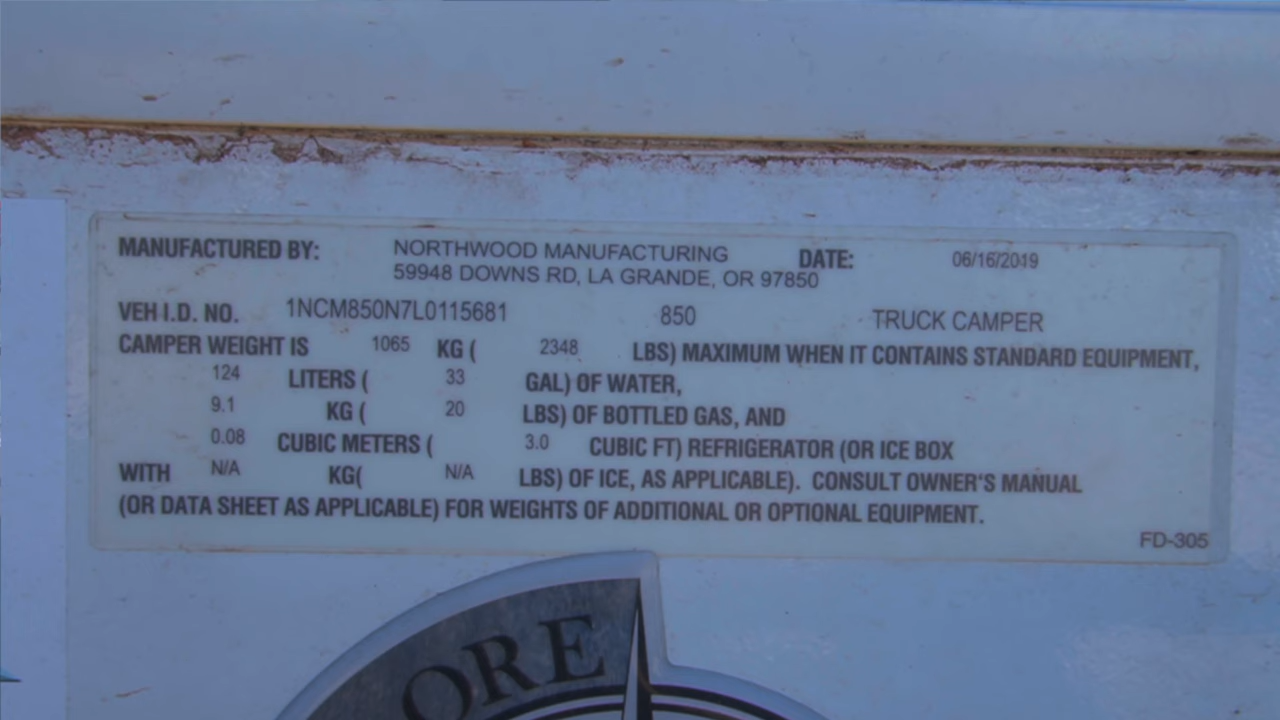 MANUFACTURED BY: NORTHWOOD MANUFACTURING DATE: 06/16/2019
59948 DOWNS RD, LA GRANDE, OR 97850
VEH I.D. NO. 1NCM850N7L0115681 850 TRUCK CAMPER
CAMPER WEIGHT IS 1065 KG ( 2348 LBS) MAXIMUM WHEN IT CONTAINS STANDARD EQUIPMENT,
124 LITERS ( 33 GAL) OF WATER,
9.1 KG ( 20 LBS) OF BOTTLED GAS, AND
0.08 CUBIC METERS ( 3.0 CUBIC FT) REFRIGERATOR (OR ICE BOX
WITH N/A KG( N/A LBS) OF ICE, AS APPLICABLE). CONSULT OWNER'S MANUAL
(OR DATA SHEET AS APPLICABLE) FOR WEIGHTS OF ADDITIONAL OR OPTIONAL EQUIPMENT.
FD-305
ORE